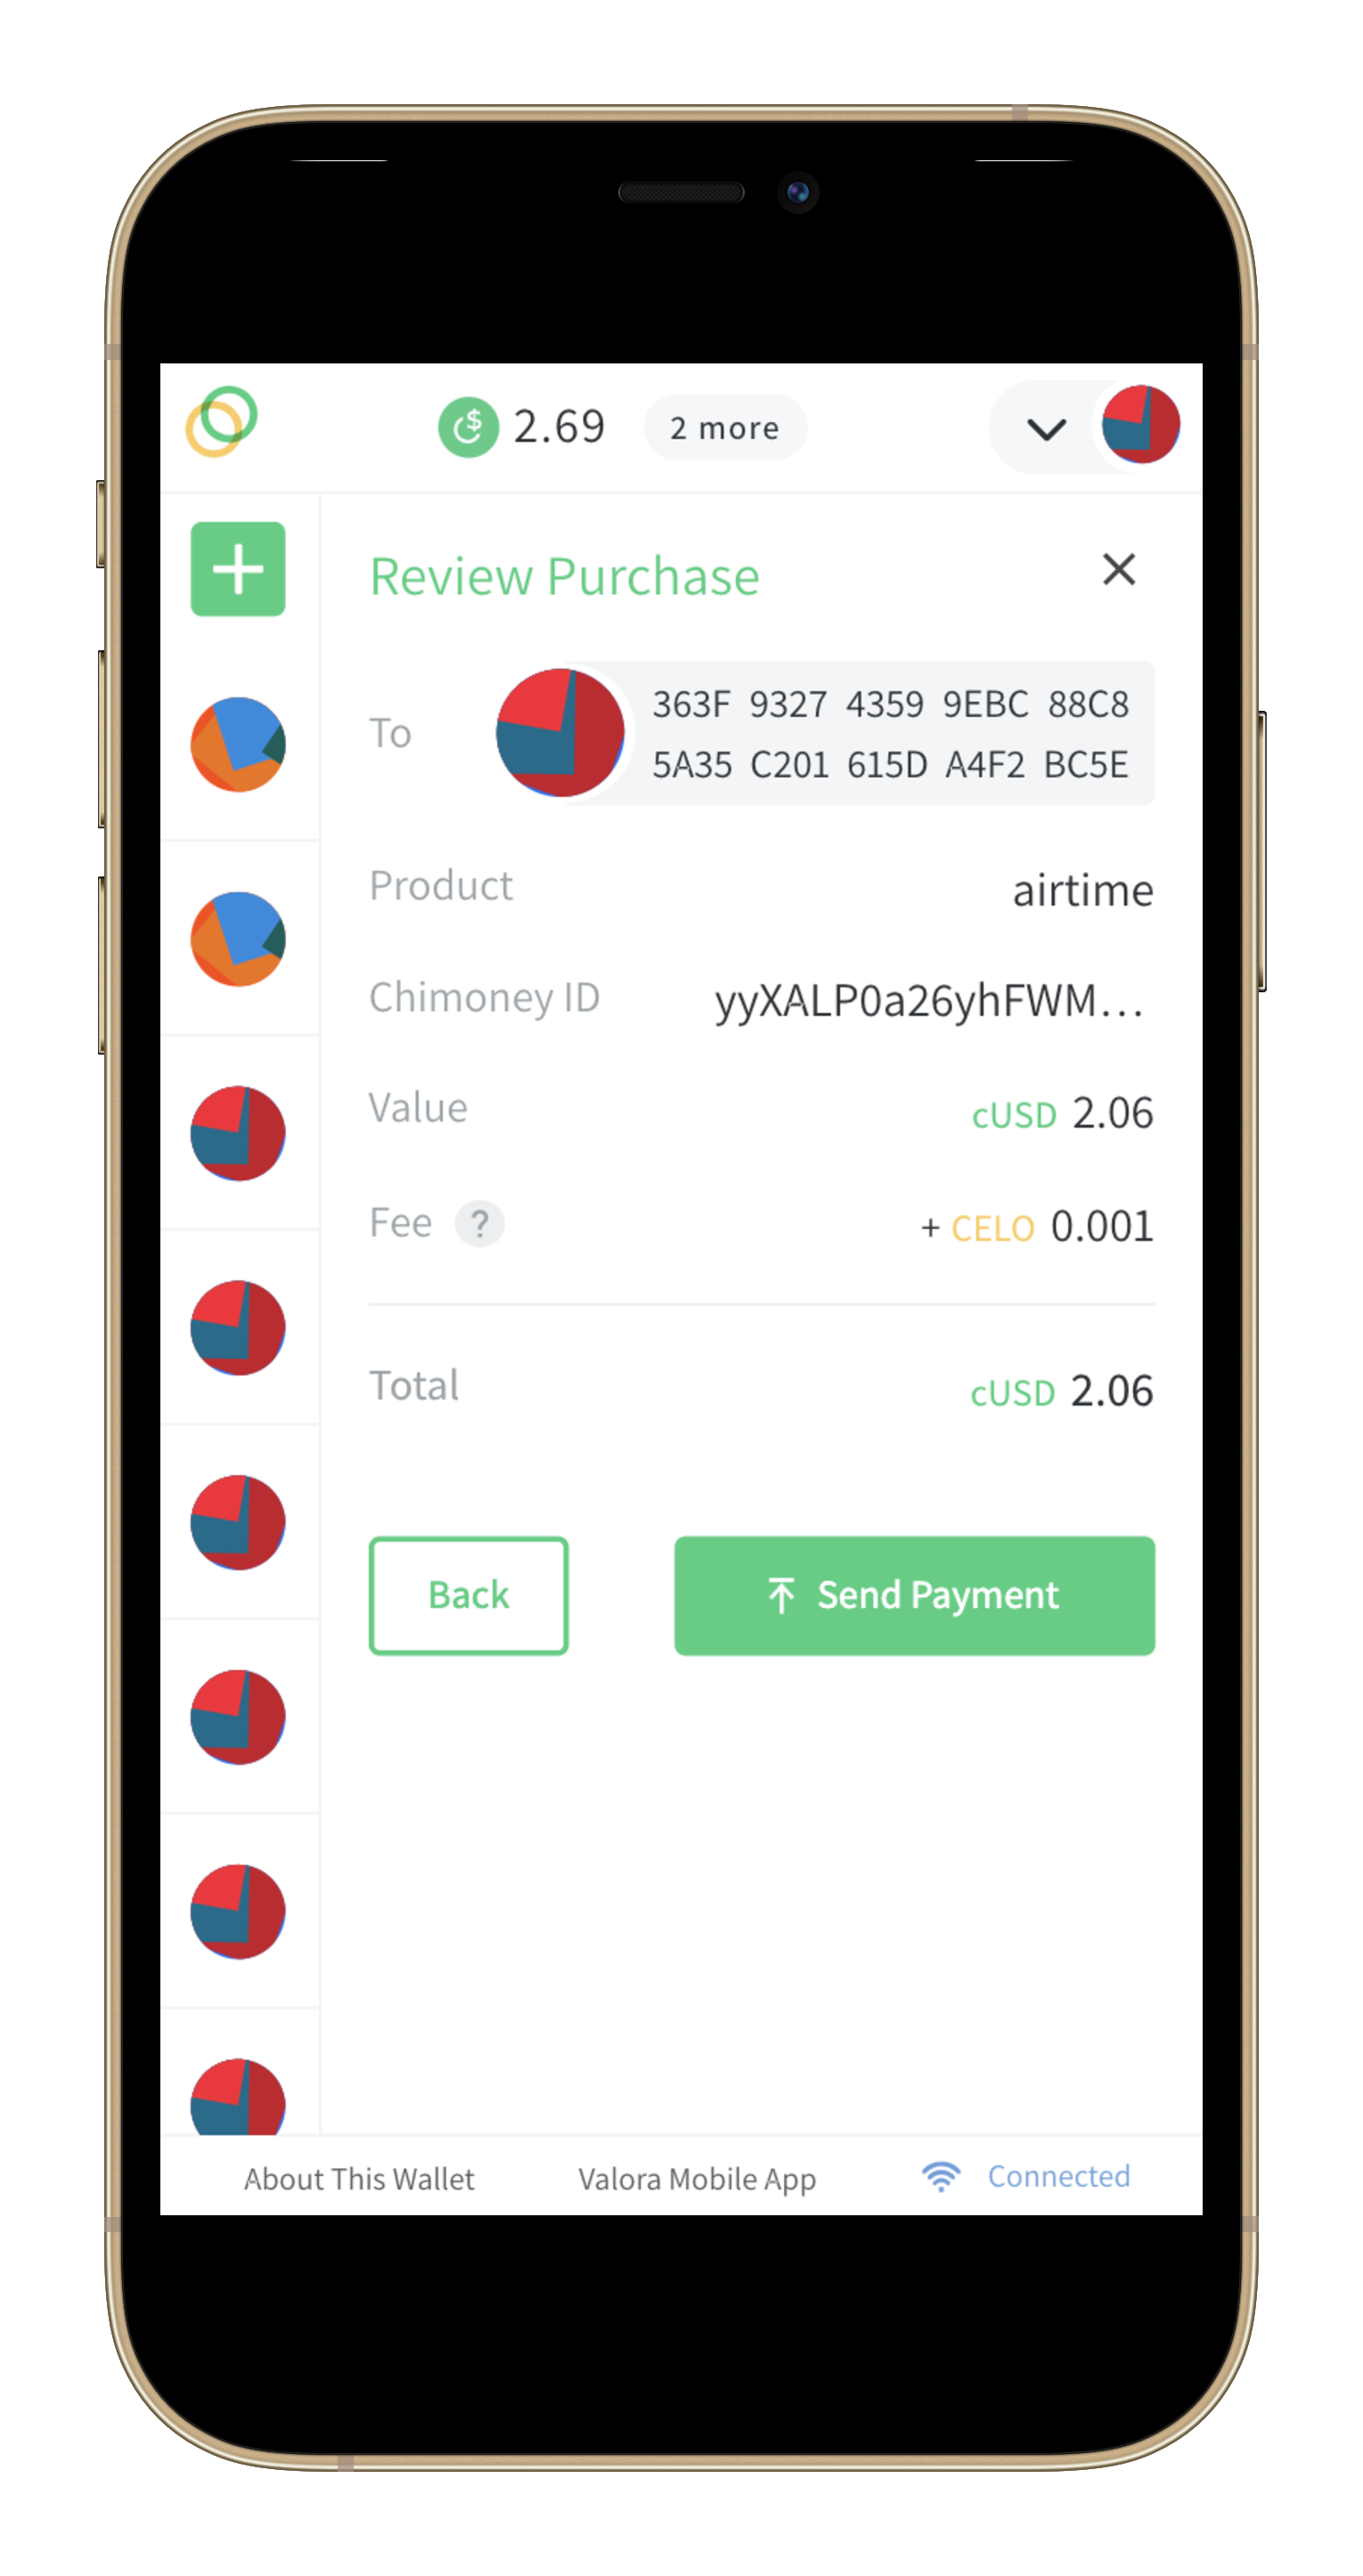 2.69 2 more
Review Purchase
To
363F 9327 4359 9EBC 88C8
5A35 C201 615D A4F2 BC5E
Product airtime
Chimoney ID yyXALP0a26yhFWM...
Value cUSD 2.06
Fee ? + CELO 0.001
Total cUSD 2.06
Back Send Payment
About This Wallet Valora Mobile App Connected